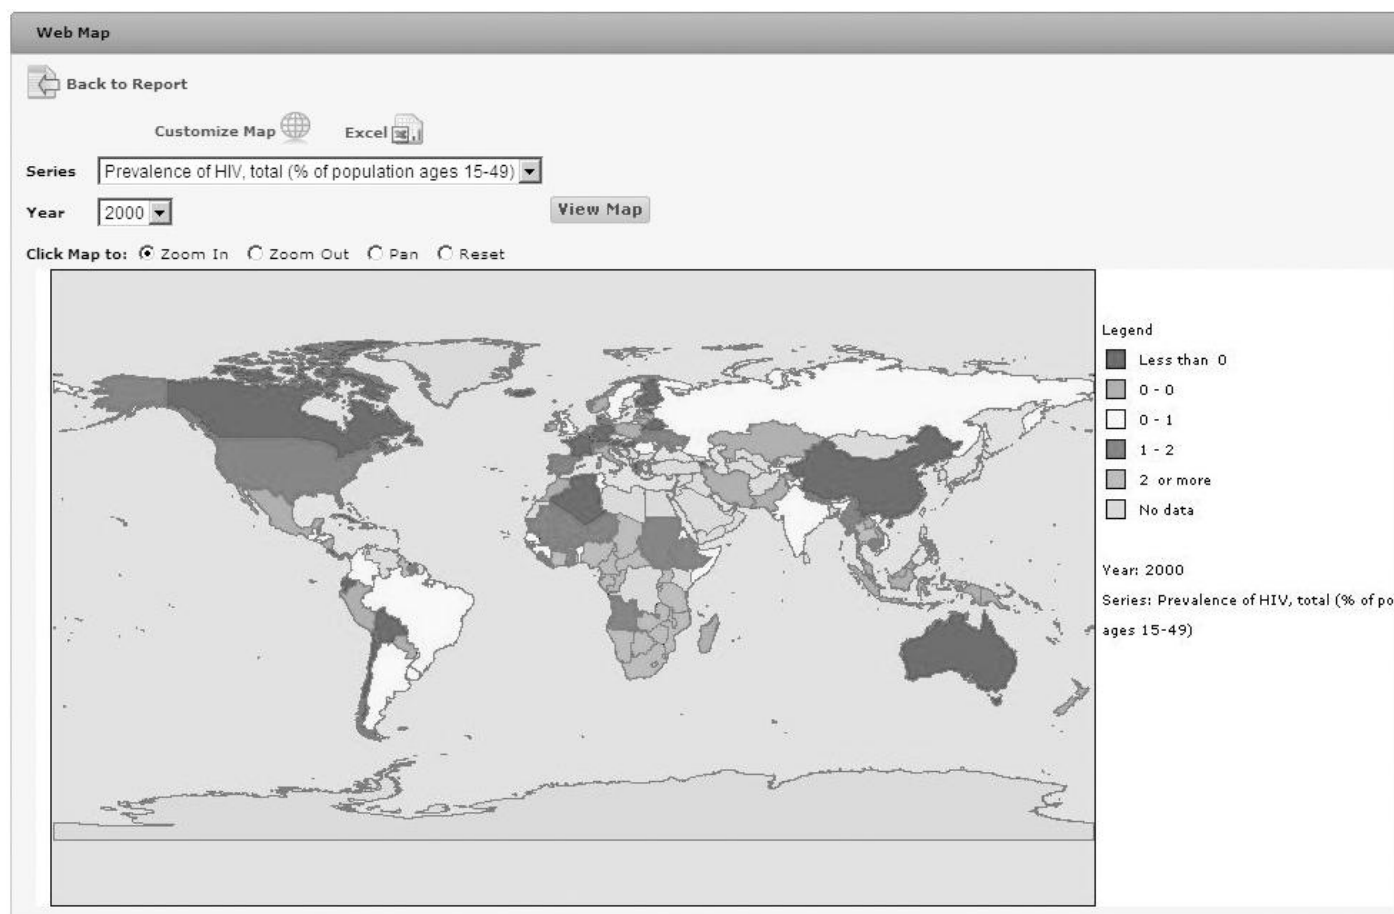 Web Map
Back to Report
Customize Map Excel
Series Prevalence of HIV, total (% of population ages 15-49)
Year 2000 View Map
Click Map to: Zoom In Zoom Out Pan Reset
Legend
Less than 0
0 - 0
0 - 1
1 - 2
2 or more
No data
Year: 2000
Series: Prevalence of HIV, total (% of po
ages 15-49)